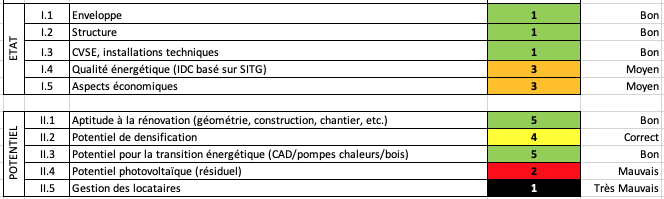 ETAT
I.1 Enveloppe 1 Bon
I.2 Structure 1 Bon
I.3 CVSE, installations techniques 1 Bon
I.4 Qualité énergétique (IDC basé sur SITG) 3 Moyen
I.5 Aspects économiques 3 Moyen
POTENTIEL
II.1 Aptitude à la rénovation (géométrie, construction, chantier, etc.) 5 Bon
II.2 Potentiel de densification 4 Correct
II.3 Potentiel pour la transition énergétique (CAD/pompes chaleurs/bois) 5 Bon
II.4 Potentiel photovoltaïque (résiduel) 2 Mauvais
II.5 Gestion des locataires 1 Très Mauvais